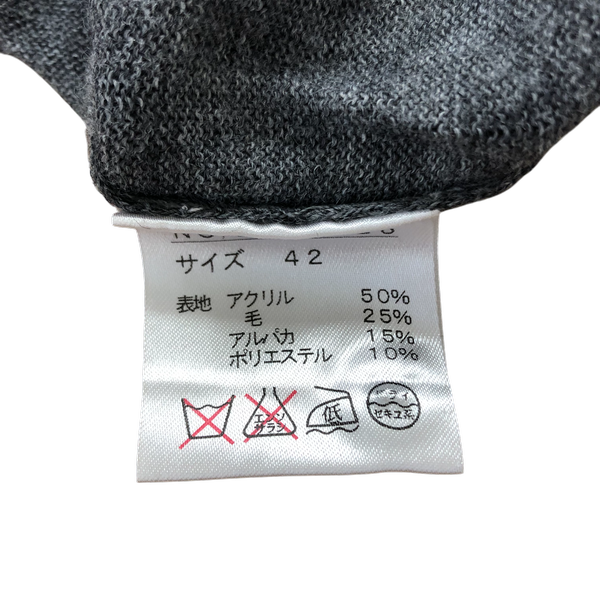 サイズ 42
表地 アクリル 50%
毛 25%
アルパカ 15%
ポリエステル 10%
エンソ
サラシ
低
ドライ
セキユ系